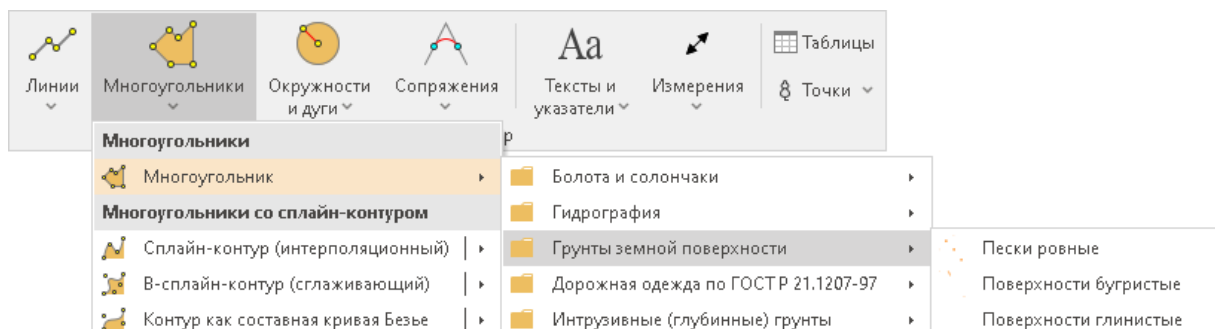 Линии
Многоугольники
Окружности
и дуги
Сопряжения
Аа
Тексты и
указатели
Измерения
Таблицы
Точки
р
Многоугольники
Многоугольник
Многоугольники со сплайн-контуром
Сплайн-контур (интерполяционный)
В-сплайн-контур (сглаживающий)
Контур как составная кривая Безье
Болота и солончаки
Гидрография
Грунты земной поверхности
Дорожная одежда по ГОСТ Р 21.1207-97
Интрузивные (глубинные) грунты
Пески ровные
Поверхности бугристые
Поверхности глинистые